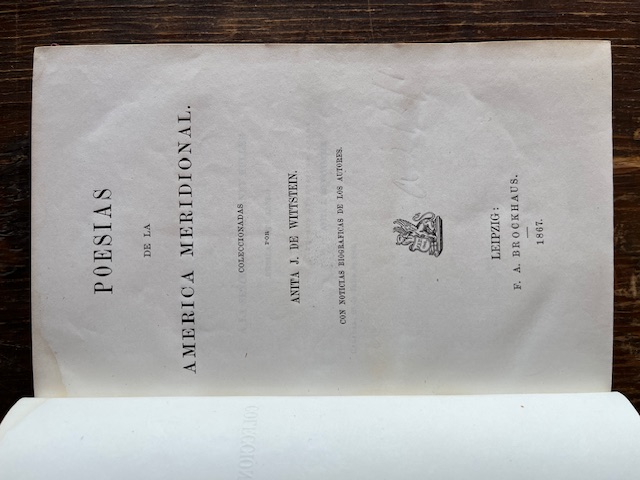 POESIAS
DE LA
AMERICA MERIDIONAL.
COLECCIONADAS
POR
ANITA J. DE WITTSTEIN.
CON NOTICIAS BIOGRAFICAS DE LOS AUTORES.
LEIPZIG:
F. A. BROCKHAUS.
1867.